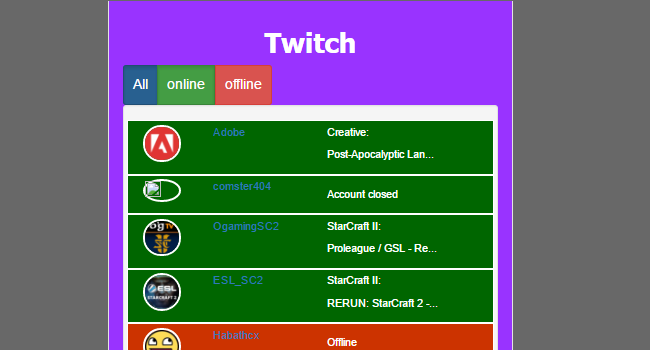 Twitch
All online offline
Adobe Creative:
Post-Apocalyptic Lan...
comster404 Account closed
OgamingSC2 StarCraft II:
Proleague / GSL - Re...
ESL_SC2 StarCraft II:
ESL
STARCRAFT 2
RERUN: StarCraft 2 -...
Habathcx Offline